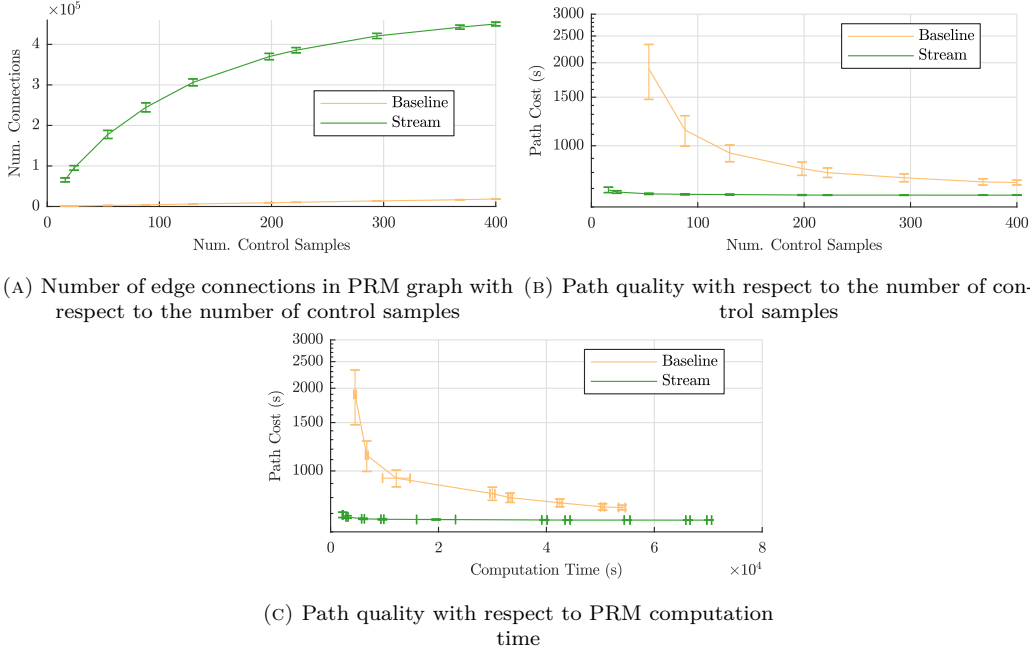 ×10⁵
4
3
2
1
0
Num. Connections
Baseline
Stream
0
100
200
300
400
Num. Control Samples
3000
2500
2000
1500
1000
Path Cost (s)
Baseline
Stream
0
100
200
300
400
Num. Control Samples
(A) Number of edge connections in PRM graph with
respect to the number of control samples
(B) Path quality with respect to the number of con-
trol samples
3000
2500
2000
1500
1000
Path Cost (s)
Baseline
Stream
0
2
4
6
8
×10⁴
Computation Time (s)
(C) Path quality with respect to PRM computation
time